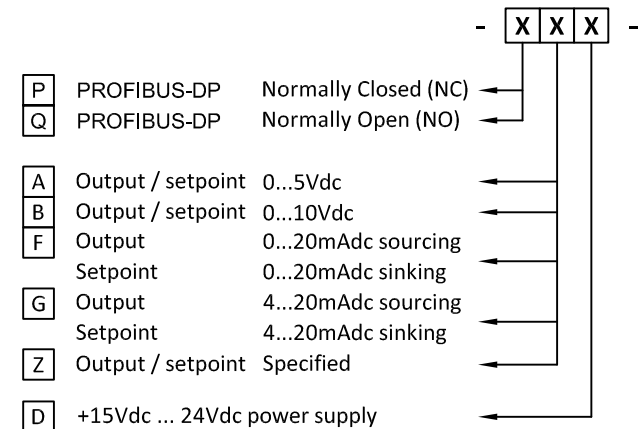 - X X X -
P PROFIBUS-DP Normally Closed (NC)
Q PROFIBUS-DP Normally Open (NO)
A Output / setpoint 0...5Vdc
B Output / setpoint 0...10Vdc
F Output 0...20mAdc sourcing
Setpoint 0...20mAdc sinking
G Output 4...20mAdc sourcing
Setpoint 4...20mAdc sinking
Z Output / setpoint Specified
D +15Vdc ... 24Vdc power supply